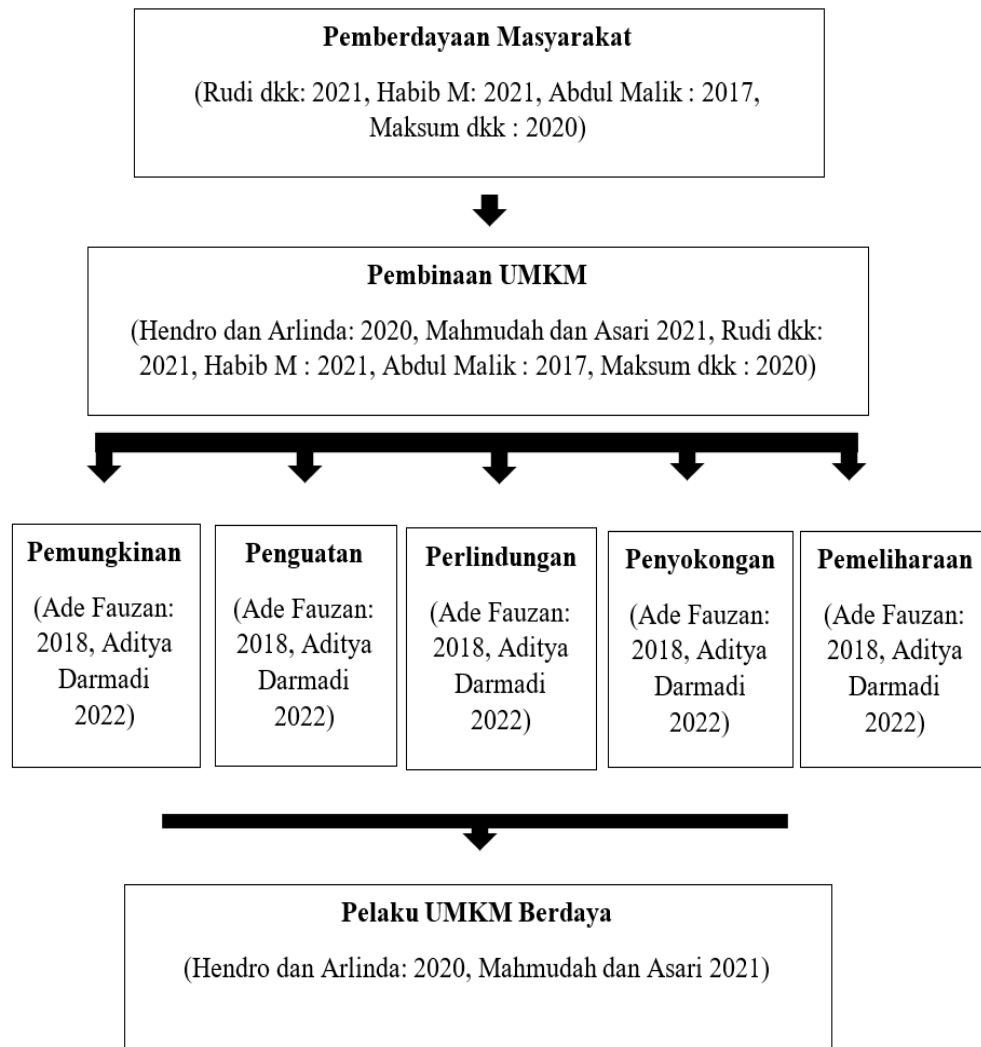 Pemberdayaan Masyarakat
(Rudi dkk: 2021, Habib M: 2021, Abdul Malik : 2017,
Maksum dkk : 2020)
Pembinaan UMKM
(Hendro dan Arlinda: 2020, Mahmudah dan Asari 2021, Rudi dkk:
2021, Habib M : 2021, Abdul Malik : 2017, Maksum dkk : 2020)
Pemungkinan
(Ade Fauzan:
2018, Aditya
Darmadi
2022)
Penguatan
(Ade Fauzan:
2018, Aditya
Darmadi
2022)
Perlindungan
(Ade Fauzan:
2018, Aditya
Darmadi
2022)
Penyokongan
(Ade Fauzan:
2018, Aditya
Darmadi
2022)
Pemeliharaan
(Ade Fauzan:
2018, Aditya
Darmadi
2022)
Pelaku UMKM Berdaya
(Hendro dan Arlinda: 2020, Mahmudah dan Asari 2021)